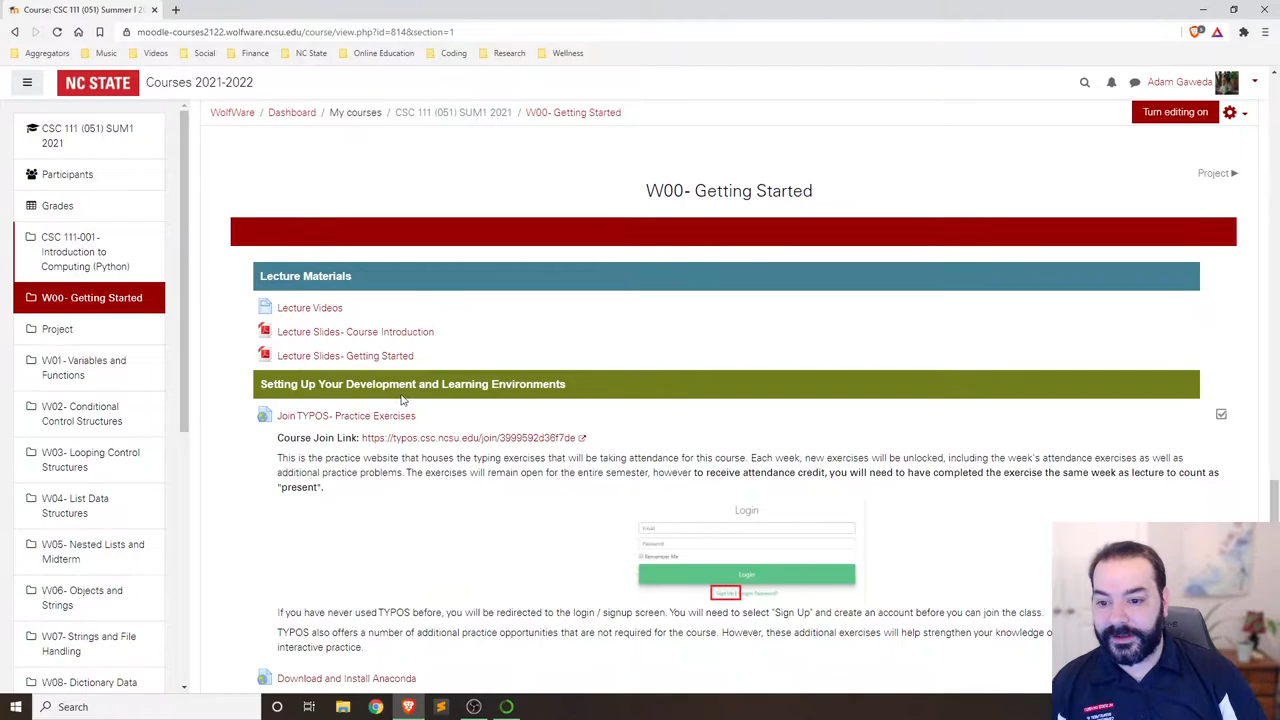 Course: CSC 111 (051) Summer I 2
moodle-courses2122.wolfware.ncsu.edu/course/view.php?id=814&section=1
Aggregators Music Videos Social Finance NC State Online Education Coding Research Wellness
NC STATE Courses 2021-2022 Adam Gaweda
WolfWare / Dashboard / My courses / CSC 111 (051) SUM1 2021 / W00- Getting Started Turn editing on
CSC 111 (051) SUM1
2021
Participants
Grades
CSC 111-001-
Introduction to
Computing (Python)
W00- Getting Started
Project
W01- Variables and
Functions
W02- Conditional
Control Structures
W03- Looping Control
Structures
W04- List Data
Structures
W05- Nested Lists and
Midterm
W06- Objects and
Strings
W07- Strings and File
Handling
W08- Dictionary Data
Project ▶
W00- Getting Started
Lecture Materials
Lecture Videos
Lecture Slides- Course Introduction
Lecture Slides- Getting Started
Setting Up Your Development and Learning Environments
Join TYPOS- Practice Exercises
Course Join Link: https://typos.csc.ncsu.edu/join/3999592d36f7de
This is the practice website that houses the typing exercises that will be taking attendance for this course. Each week, new exercises will be unlocked, including the week's attendance exercises as well as
additional practice problems. The exercises will remain open for the entire semester, however to receive attendance credit, you will need to have completed the exercise the same week as lecture to count as
"present".
Login
Email
Password
Remember Me
Login
Sign Up | Forgot Password?
If you have never used TYPOS before, you will be redirected to the login / signup screen. You will need to select "Sign Up" and create an account before you can join the class.
TYPOS also offers a number of additional practice opportunities that are not required for the course. However, these additional exercises will help strengthen your knowledge o
interactive practice.
Download and Install Anaconda
Search